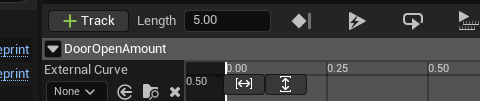 + Track Length 5.00
eprint
DoorOpenAmount
eprint
External Curve
0.00 0.25 0.50
None
0.50